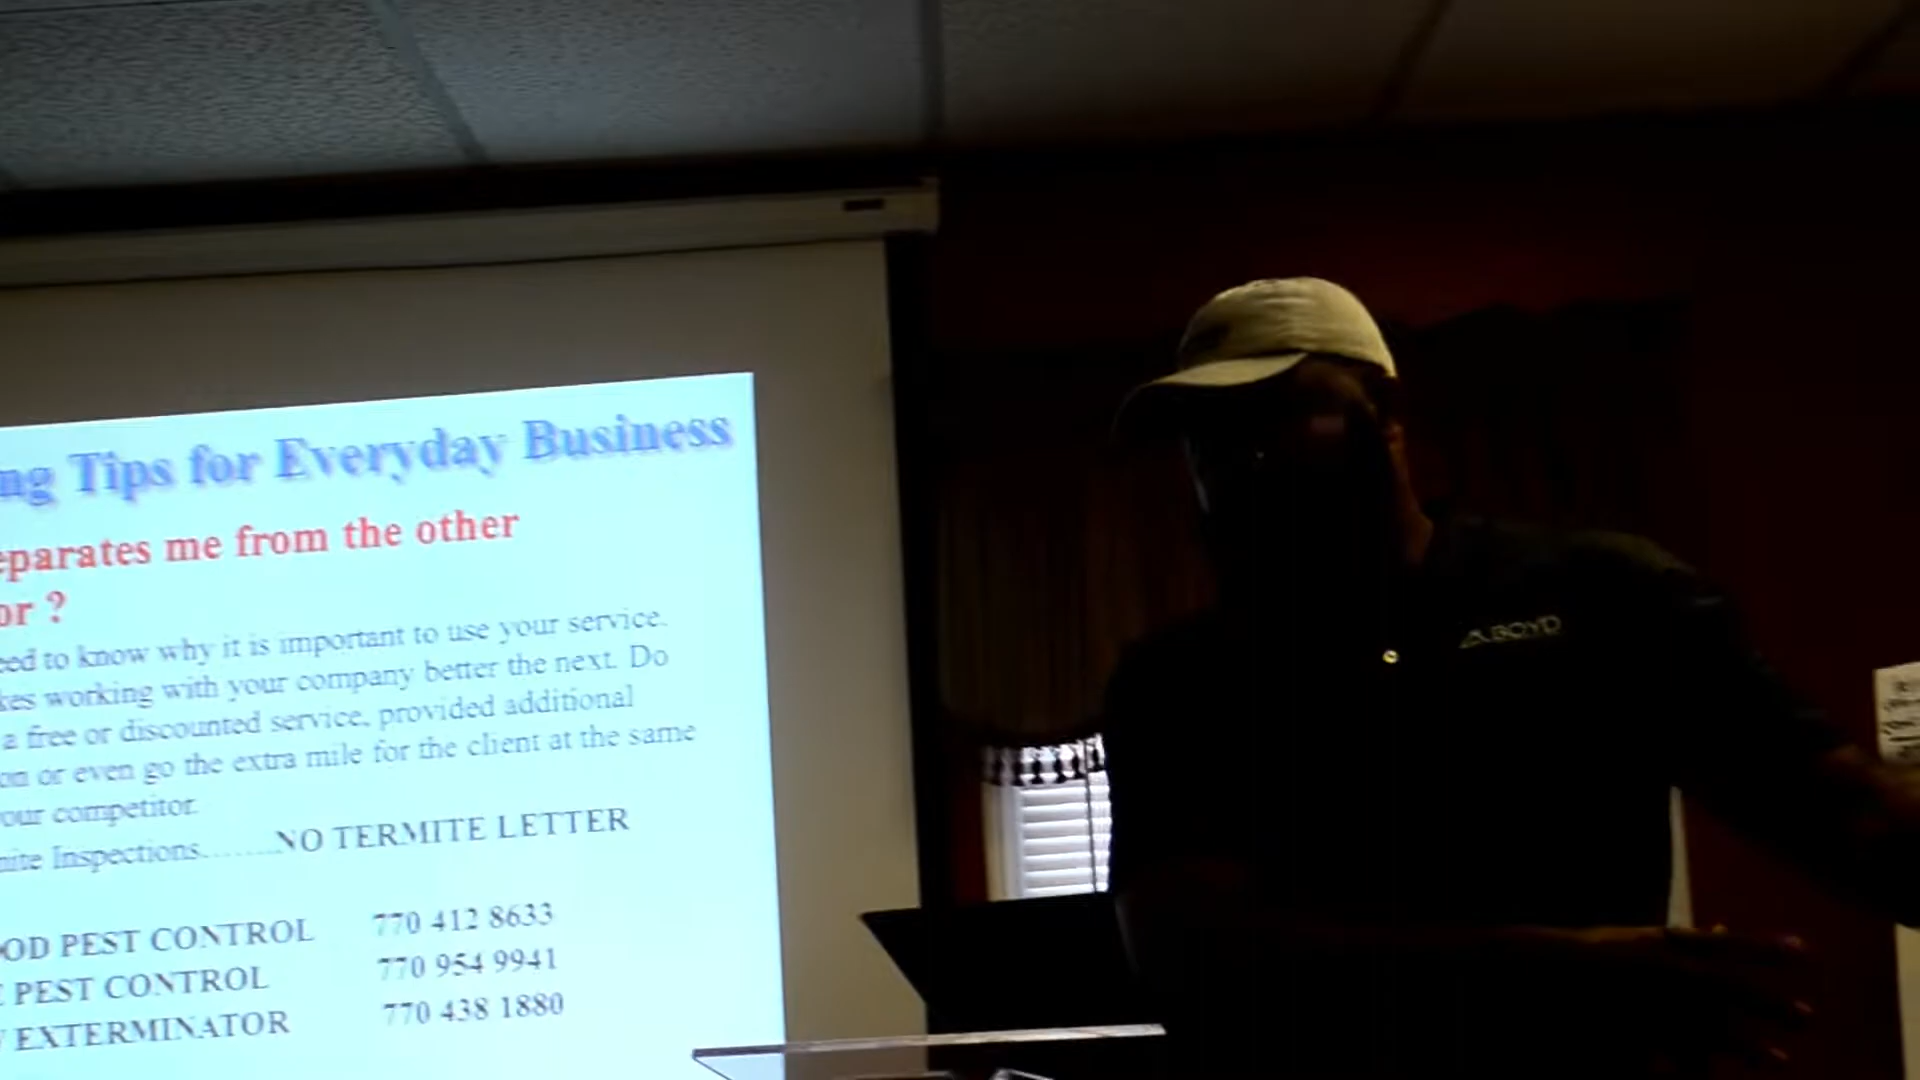 ng Tips for Everyday Business
eparates me from the other
or ?
eed to know why it is important to use your service.
kes working with your company better the next. Do
a free or discounted service, provided additional
on or even go the extra mile for the client at the same
our competitor.
mite Inspections........NO TERMITE LETTER
OOD PEST CONTROL 770 412 8633
E PEST CONTROL 770 954 9941
Y EXTERMINATOR 770 438 1880
BOYD